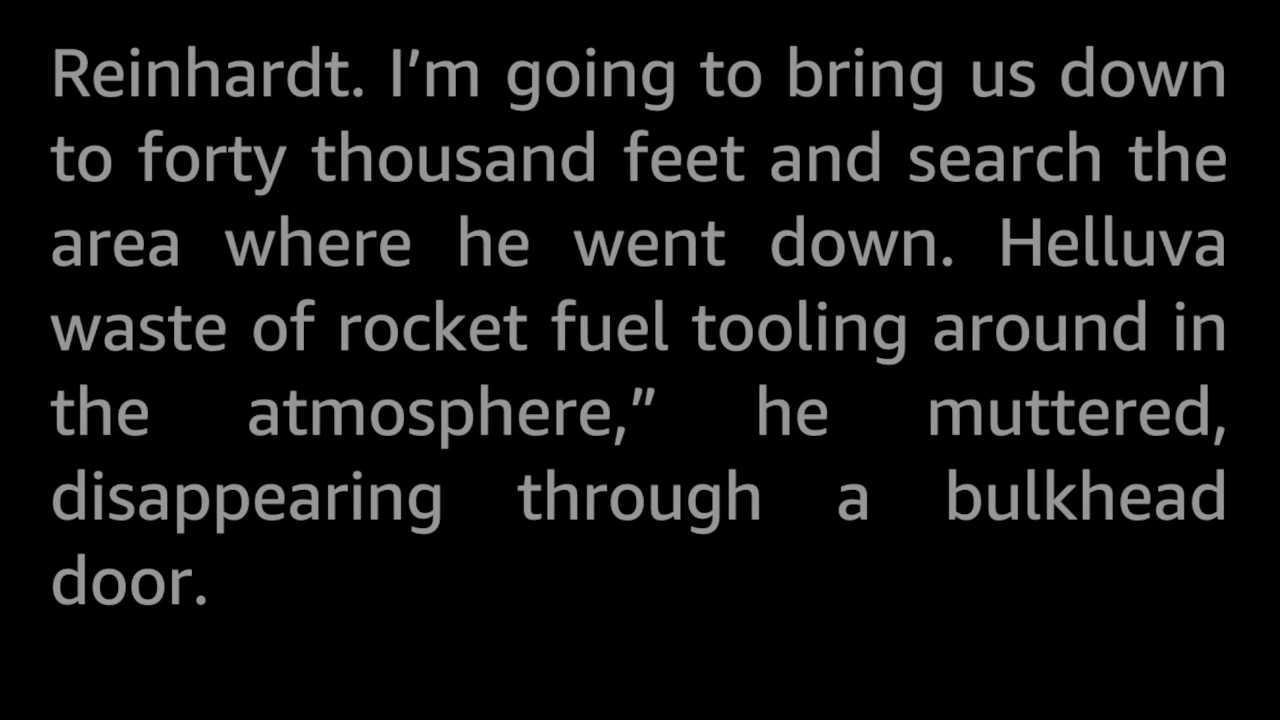 Reinhardt. I’m going to bring us down
to forty thousand feet and search the
area where he went down. Helluva
waste of rocket fuel tooling around in
the atmosphere,” he muttered,
disappearing through a bulkhead
door.